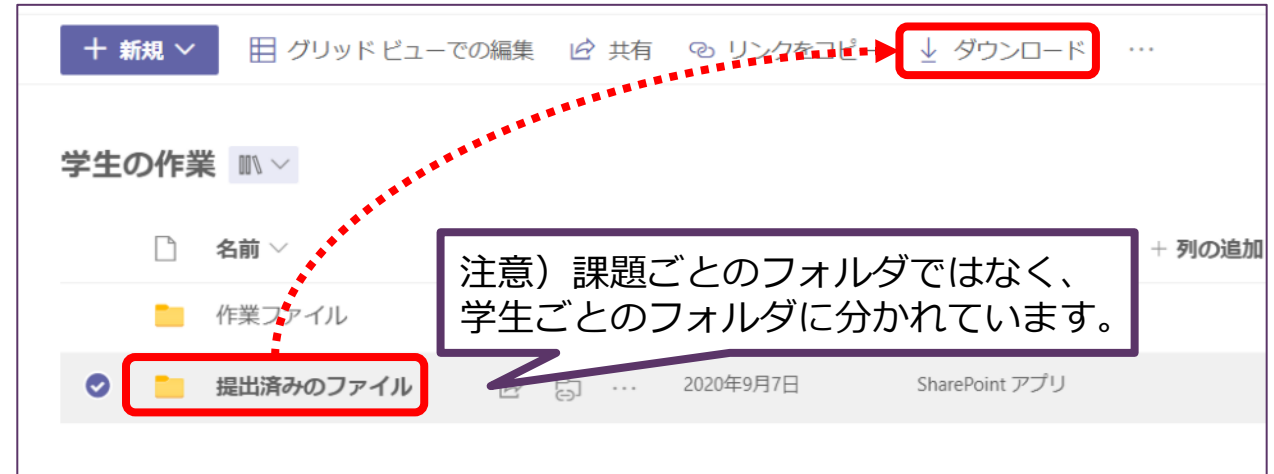 ＋ 新規 グリッド ビューでの編集 共有 リンクをコピー ダウンロード …
学生の作業
名前 ＋ 列の追加
注意）課題ごとのフォルダではなく、
学生ごとのフォルダに分かれています。
作業ファイル
提出済みのファイル … 2020年9月7日 SharePoint アプリ